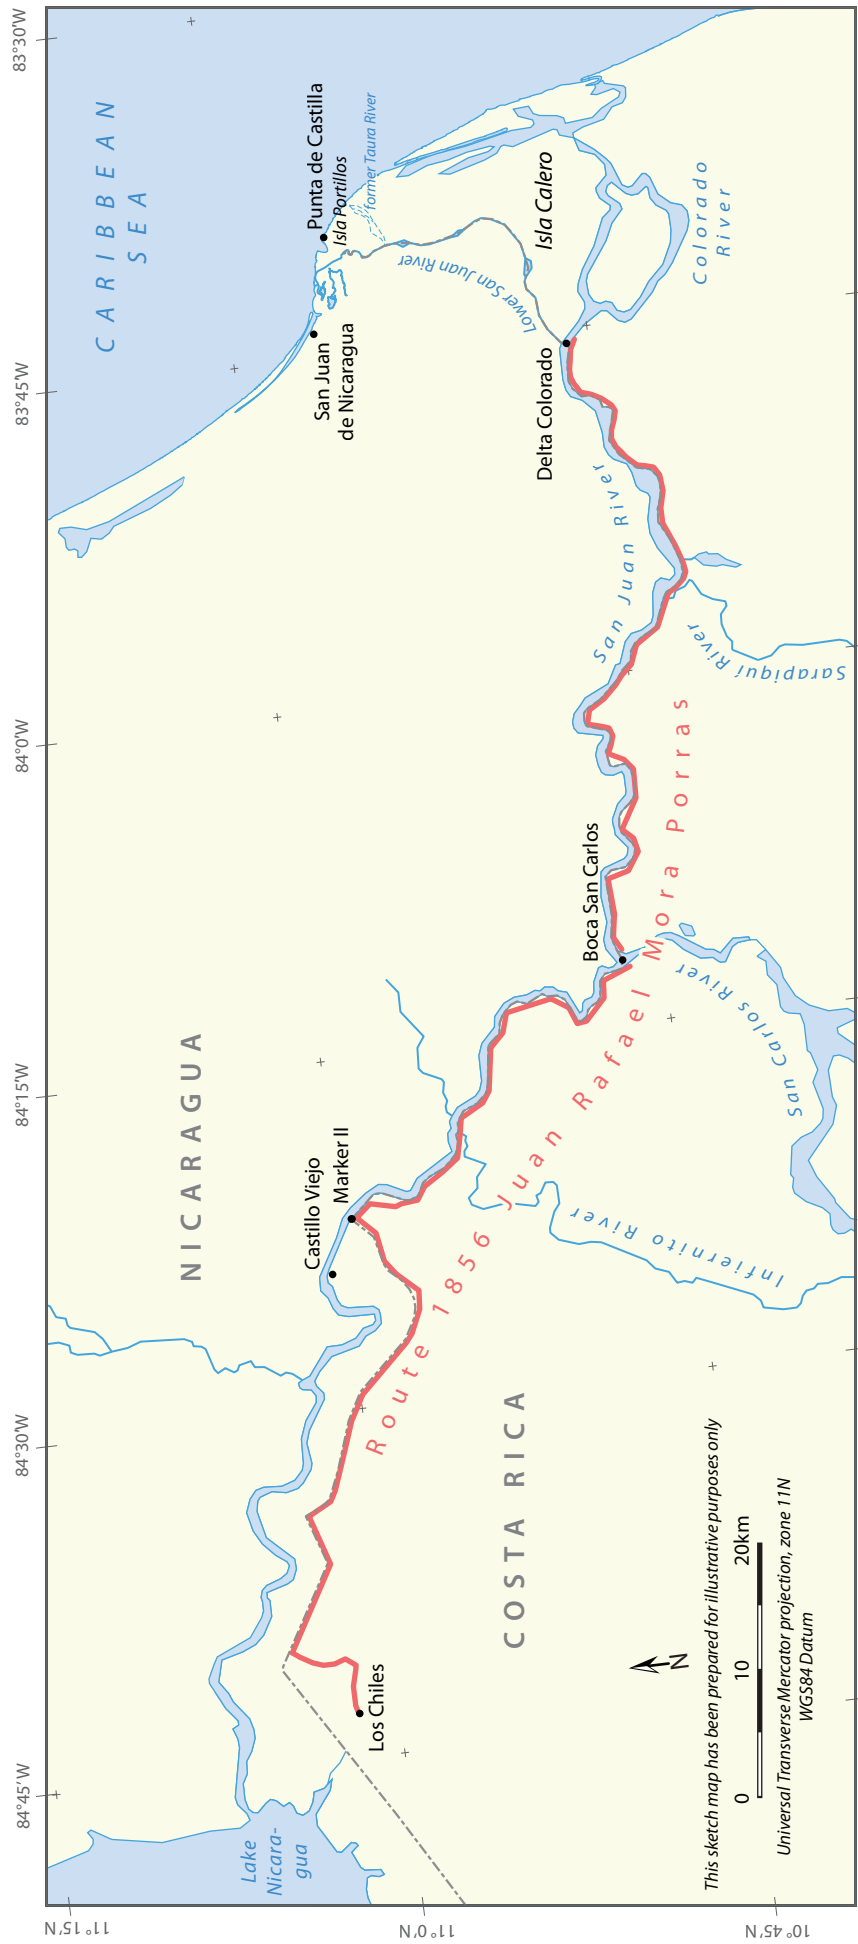 84°45'W
84°30'W
84°15'W
84°0'W
83°45'W
83°30'W
11°15'N
11°0'N
10°45'N
CARIBBEAN
SEA
NICARAGUA
COSTA RICA
Lake
Nicara-
gua
Los Chiles
Castillo Viejo
Marker II
Boca San Carlos
Delta Colorado
San Juan
de Nicaragua
Punta de Castilla
Isla Portillos
former Taura River
Lower San Juan River
Isla Calero
Colorado
River
San Juan River
Sarapiquí River
San Carlos River
Infiernito River
Route 1856 Juan Rafael Mora Porras
N
This sketch map has been prepared for illustrative purposes only
0 10 20km
Universal Transverse Mercator projection, zone 11N
WGS84 Datum